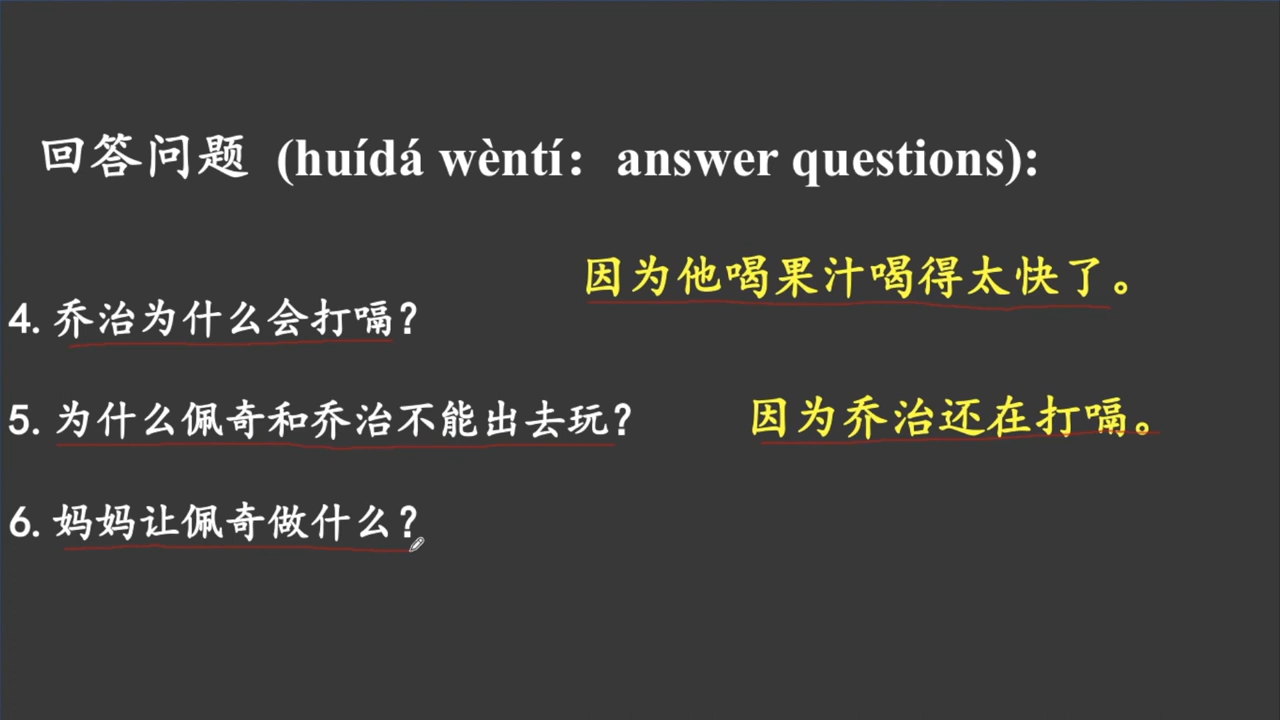 回答问题 (huídá wèntí：answer questions):
因为他喝果汁喝得太快了。
4. 乔治为什么会打嗝？
5. 为什么佩奇和乔治不能出去玩？
因为乔治还在打嗝。
6. 妈妈让佩奇做什么？